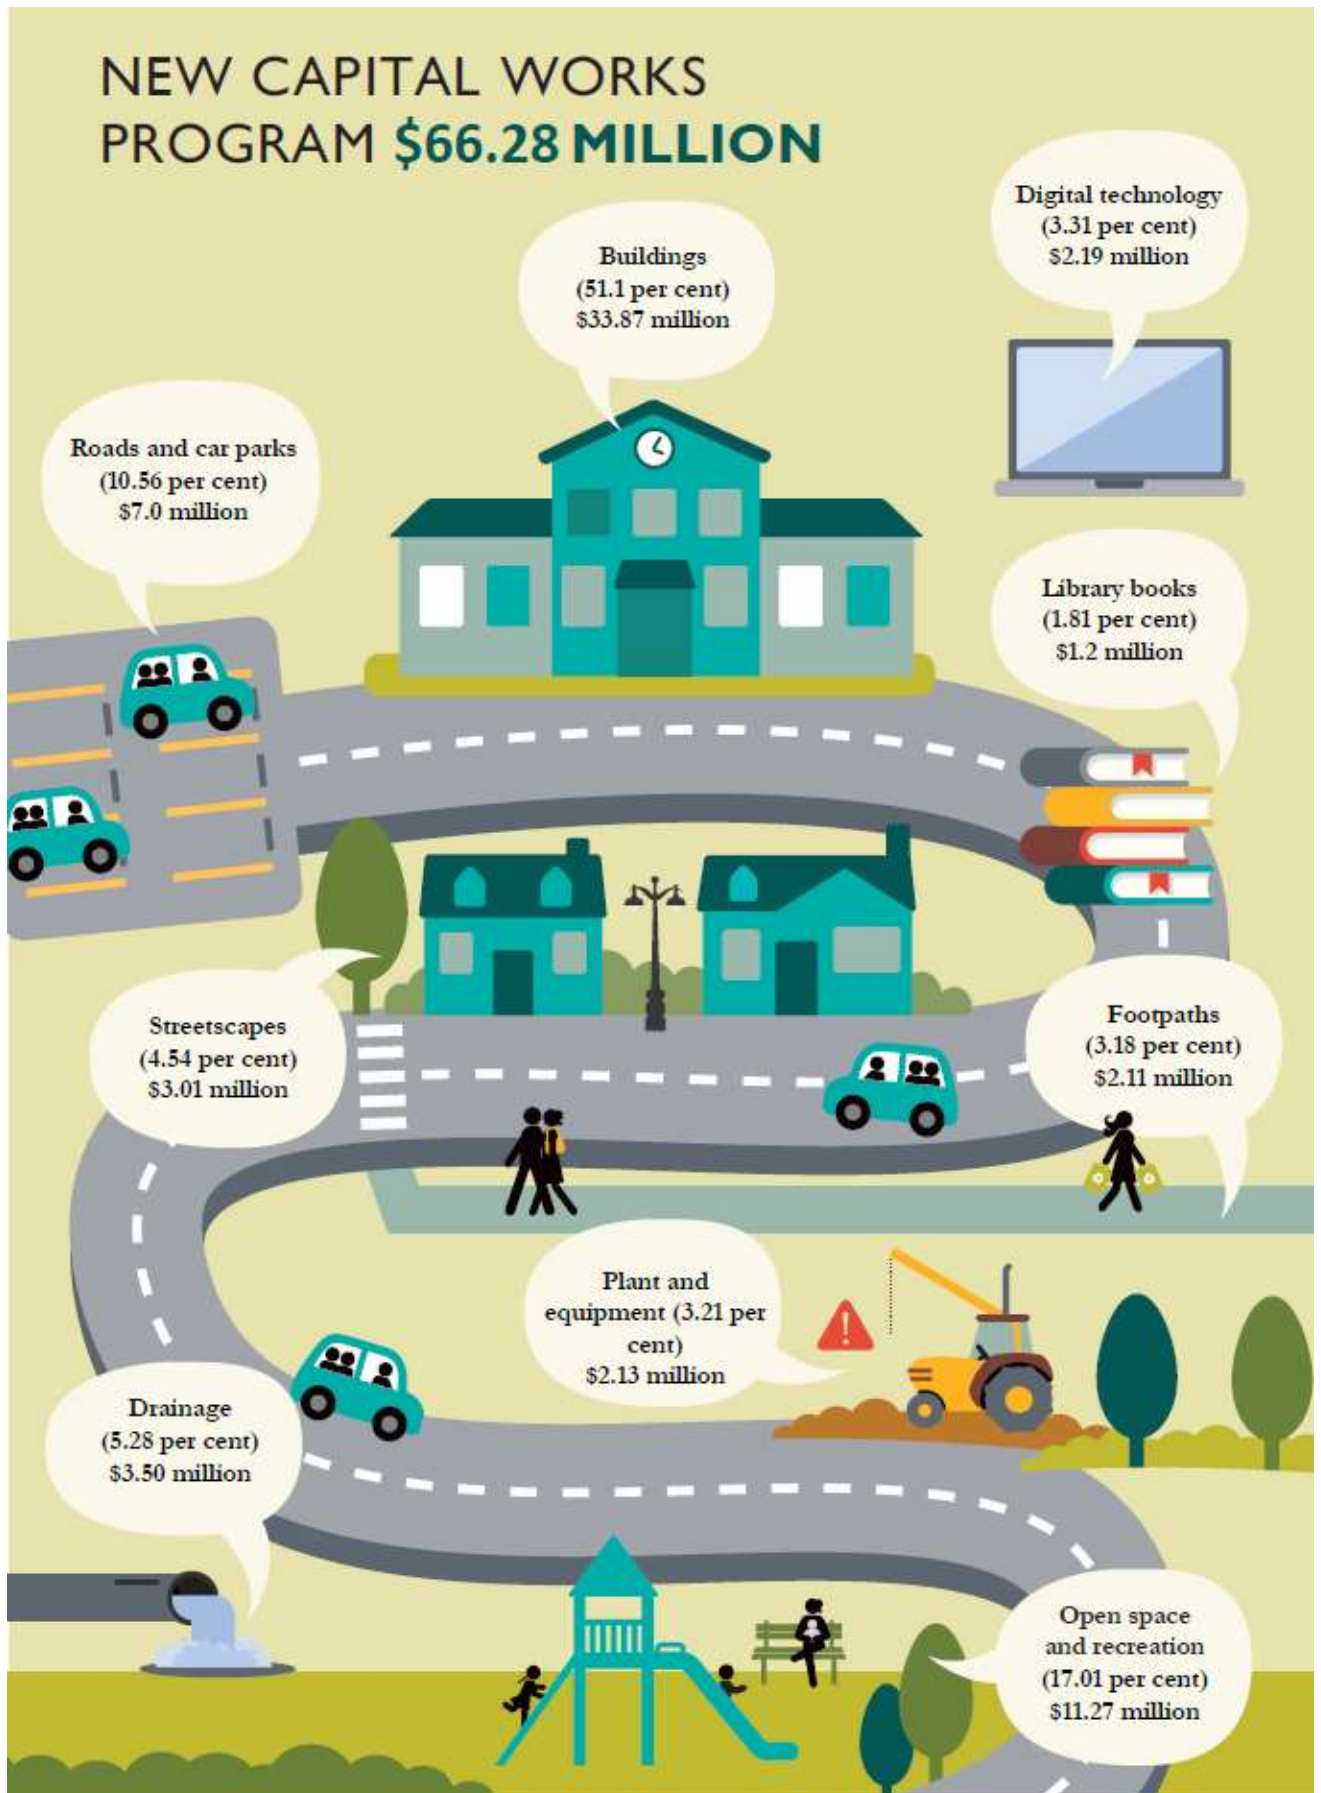 NEW CAPITAL WORKS
PROGRAM $66.28 MILLION
Digital technology
(3.31 per cent)
$2.19 million
Buildings
(51.1 per cent)
$33.87 million
Roads and car parks
(10.56 per cent)
$7.0 million
Library books
(1.81 per cent)
$1.2 million
Streetscapes
(4.54 per cent)
$3.01 million
Footpaths
(3.18 per cent)
$2.11 million
Plant and
equipment (3.21 per
cent)
$2.13 million
Drainage
(5.28 per cent)
$3.50 million
Open space
and recreation
(17.01 per cent)
$11.27 million